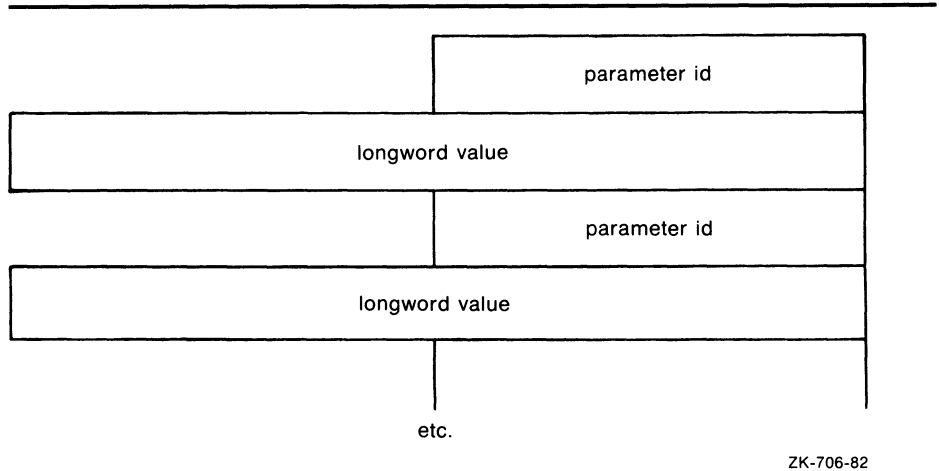 parameter id
longword value
parameter id
longword value
etc.
ZK-706-82